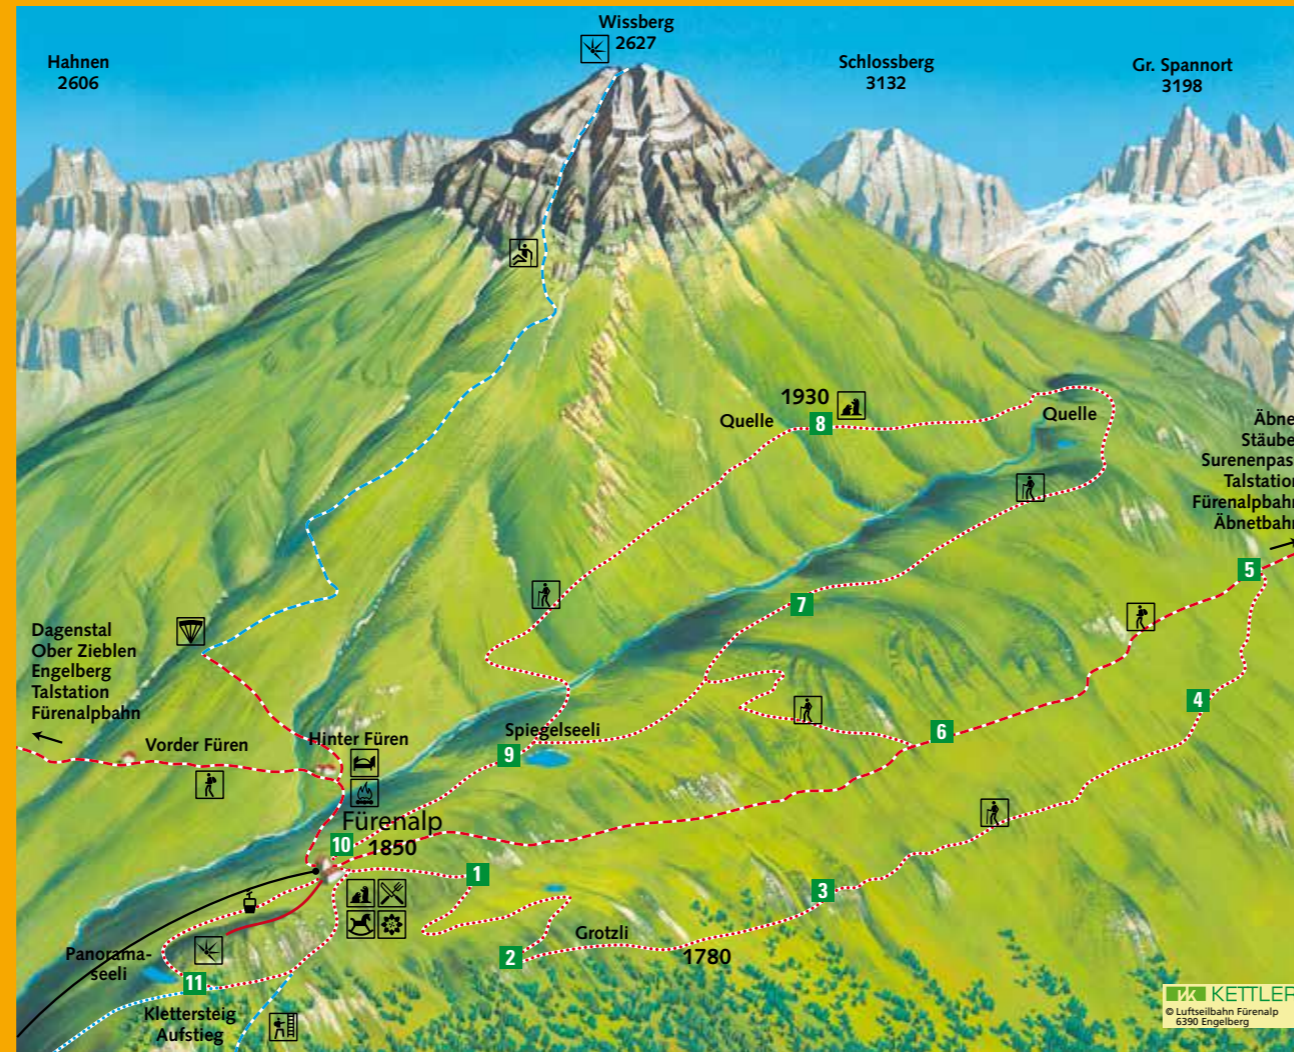 Wissberg
2627
Hahnen
2606
Schlossberg
3132
Gr. Spannort
3198
1930
8
Quelle
Quelle
Äbne
Stäube
Surenenpas
Talstation
Fürenalpbahn
Äbnetbahn
5
7
4
6
Dagenstal
Ober Zieblen
Engelberg
Talstation
Fürenalpbahn
Vorder Füren
Hinter Füren
Spiegelseeli
9
Fürenalp
1850
10
1
3
Grotzli
2
1780
Panorama-
seeli
11
Klettersteig
Aufstieg
KETTLER
© Luftseilbahn Fürenalp
6390 Engelberg